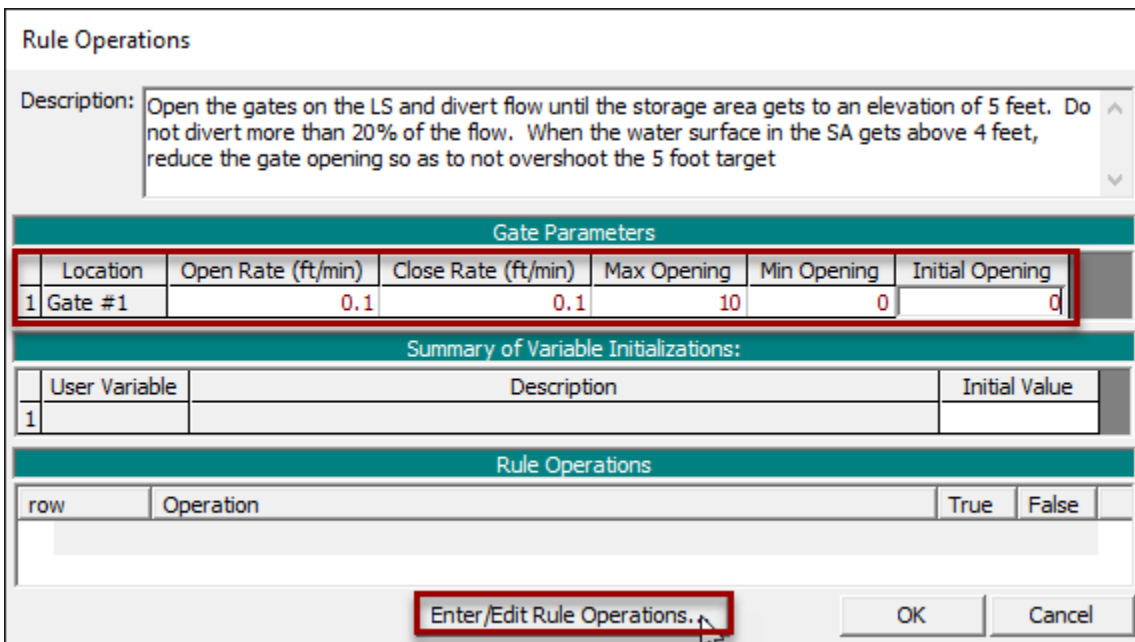 Rule Operations
Description: Open the gates on the LS and divert flow until the storage area gets to an elevation of 5 feet.  Do
not divert more than 20% of the flow.  When the water surface in the SA gets above 4 feet,
reduce the gate opening so as to not overshoot the 5 foot target
Gate Parameters
Location Open Rate (ft/min) Close Rate (ft/min) Max Opening Min Opening Initial Opening
1 Gate #1 0.1 0.1 10 0 0
Summary of Variable Initializations:
User Variable Description Initial Value
1
Rule Operations
row Operation True False
Enter/Edit Rule Operations... OK Cancel